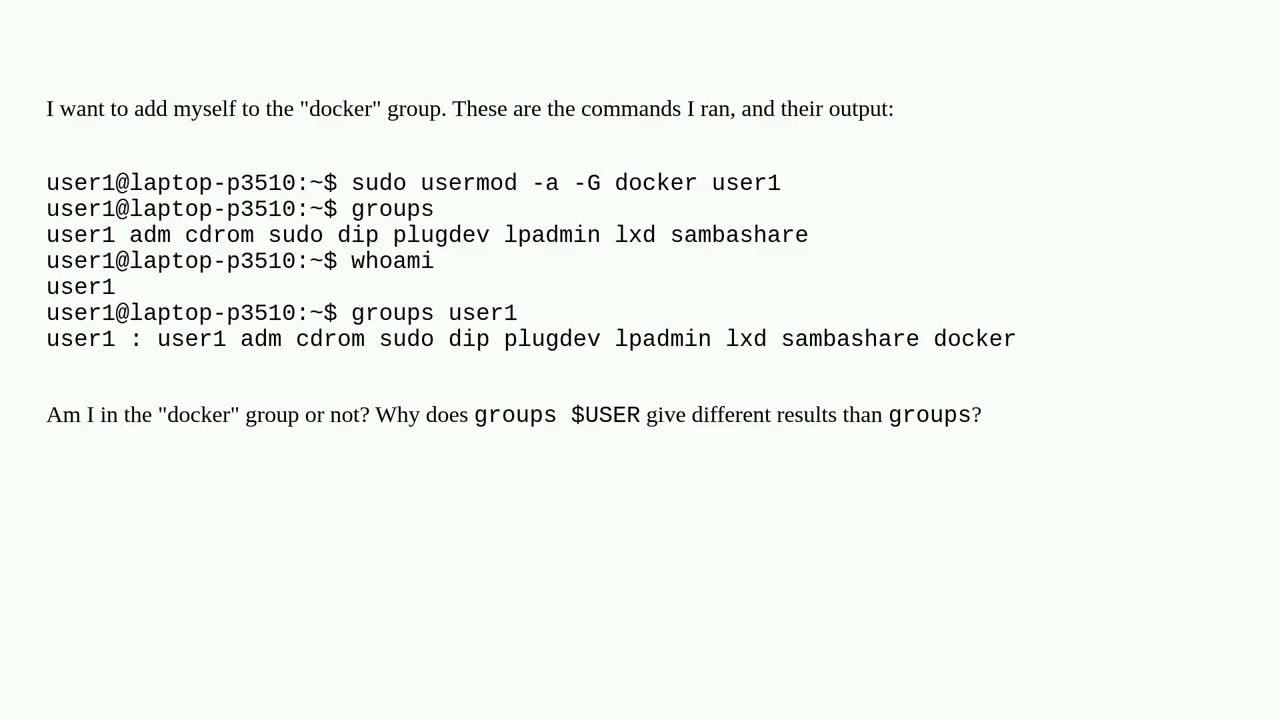 I want to add myself to the "docker" group. These are the commands I ran, and their output:
user1@laptop-p3510:~$ sudo usermod -a -G docker user1
user1@laptop-p3510:~$ groups
user1 adm cdrom sudo dip plugdev lpadmin lxd sambashare
user1@laptop-p3510:~$ whoami
user1
user1@laptop-p3510:~$ groups user1
user1 : user1 adm cdrom sudo dip plugdev lpadmin lxd sambashare docker
Am I in the "docker" group or not? Why does groups $USER give different results than groups?